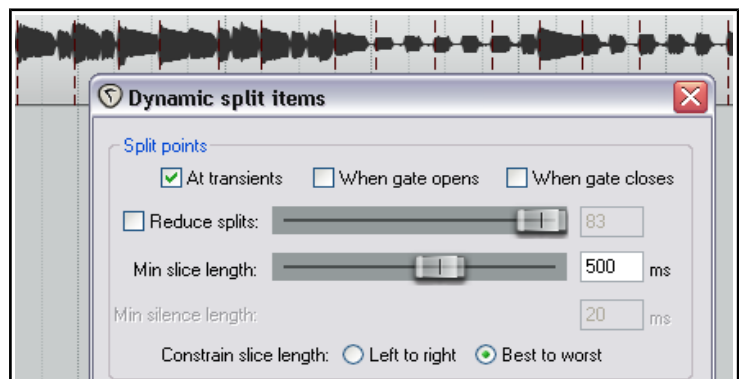 Dynamic split items
Split points
At transients When gate opens When gate closes
Reduce splits: 83
Min slice length: 500 ms
Min silence length: 20 ms
Constrain slice length: Left to right Best to worst